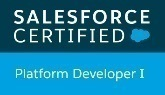 SALESFORCE
CERTIFIED
Platform Developer I